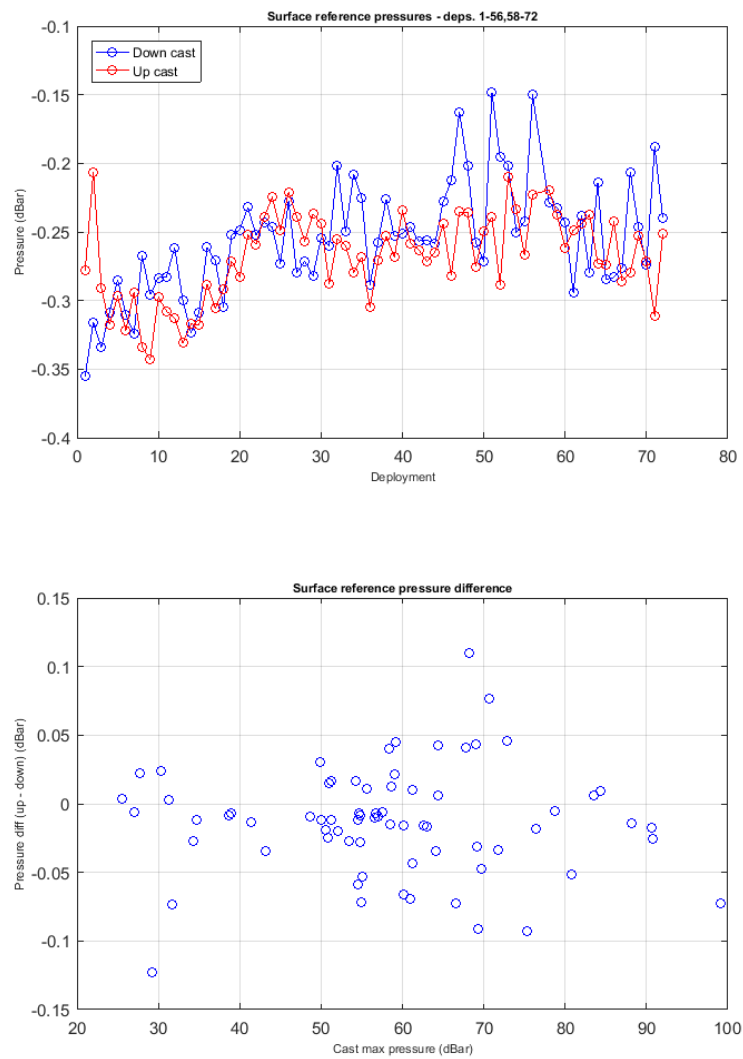 Surface reference pressures - deps. 1-56,58-72
-0.1
-0.15
-0.2
-0.25
-0.3
-0.35
-0.4
Pressure (dBar)
Down cast
Up cast
0 10 20 30 40 50 60 70 80
Deployment
Surface reference pressure difference
0.15
0.1
0.05
0
-0.05
-0.1
-0.15
Pressure diff (up - down) (dBar)
20 30 40 50 60 70 80 90 100
Cast max pressure (dBar)